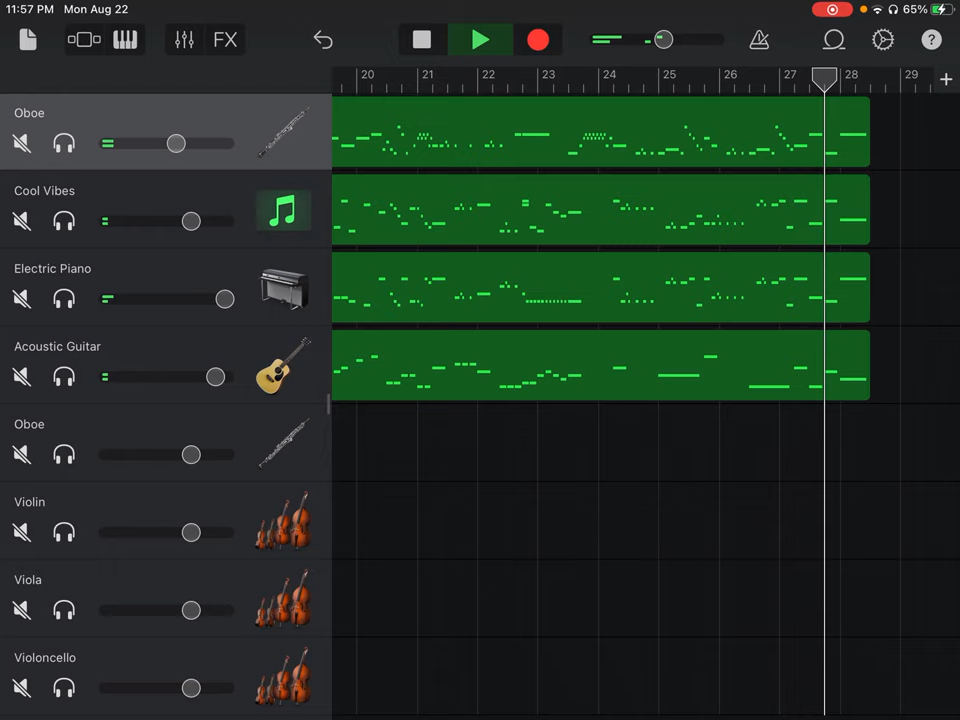 11:57 PM Mon Aug 22 65%
FX ?
20 21 22 23 24 25 26 27 28 29 +
Oboe
Cool Vibes
Electric Piano
Acoustic Guitar
Oboe
Violin
Viola
Violoncello